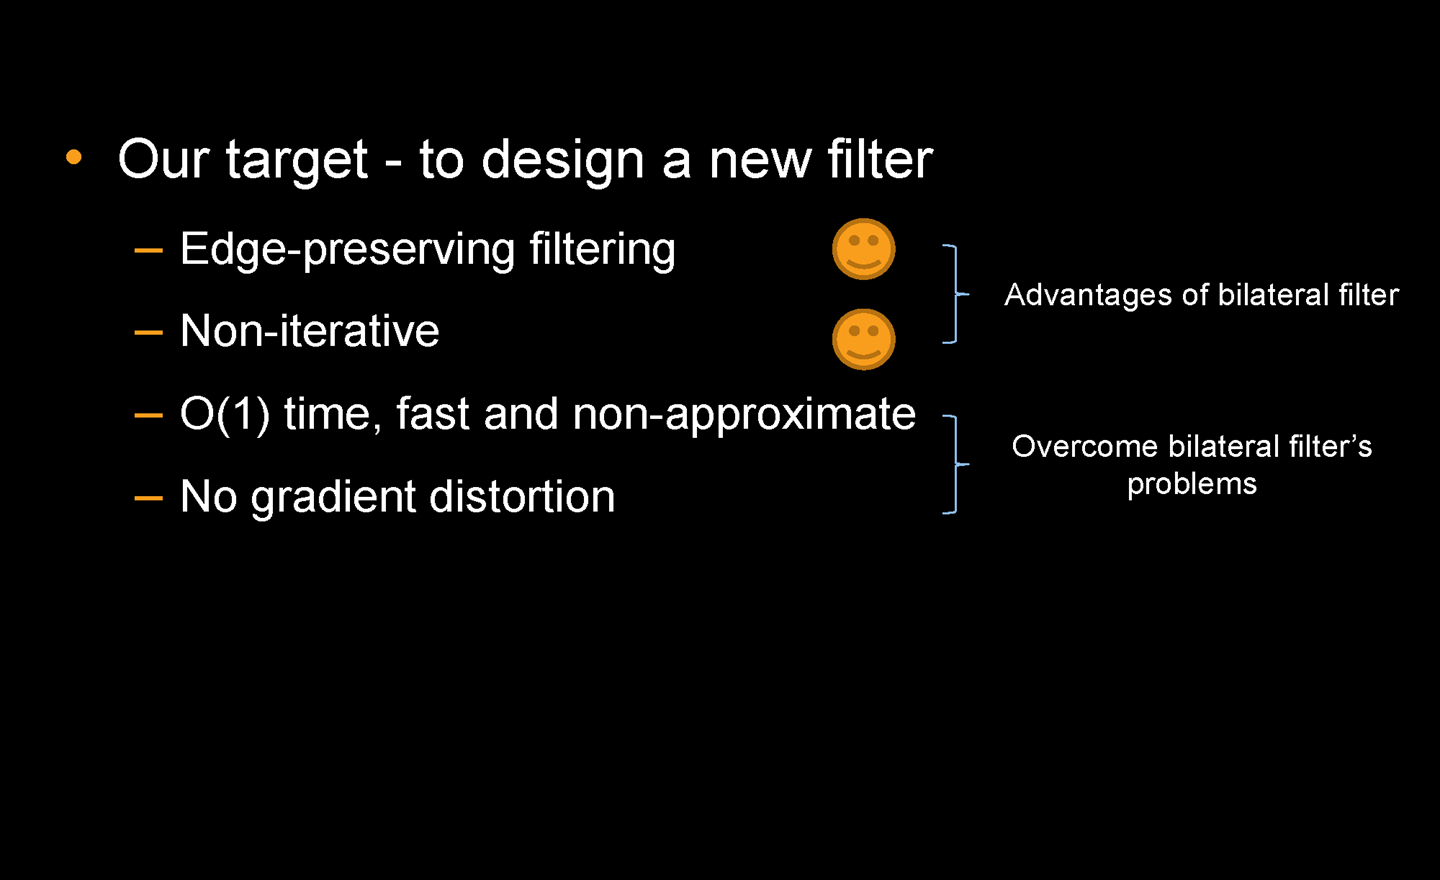 • Our target - to design a new filter
– Edge-preserving filtering
– Non-iterative
Advantages of bilateral filter
– O(1) time, fast and non-approximate
– No gradient distortion
Overcome bilateral filter’s
problems